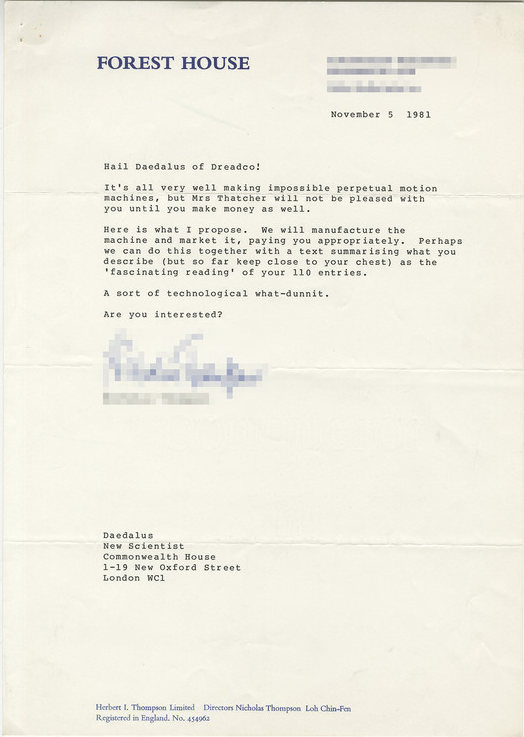 FOREST HOUSE
November 5 1981
Hail Daedalus of Dreadco!
It's all very well making impossible perpetual motion
machines, but Mrs Thatcher will not be pleased with
you until you make money as well.
Here is what I propose. We will manufacture the
machine and market it, paying you appropriately. Perhaps
we can do this together with a text summarising what you
describe (but so far keep close to your chest) as the
'fascinating reading' of your 110 entries.
A sort of technological what-dunnit.
Are you interested?
Daedalus
New Scientist
Commonwealth House
1-19 New Oxford Street
London WC1
Herbert I. Thompson Limited Directors Nicholas Thompson Loh Chin-Fen
Registered in England. No. 454962